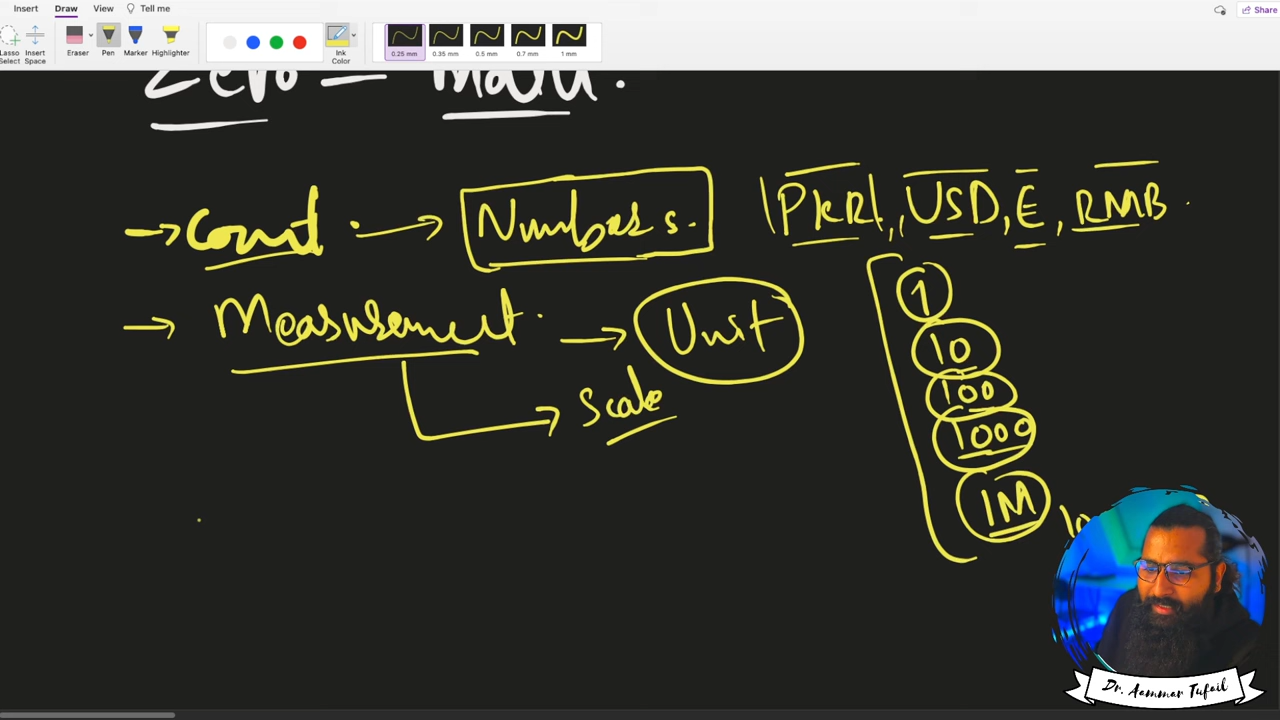 Insert Draw View Tell me
Share
Lasso Select
Insert Space
Eraser
Pen
Marker
Highlighter
Ink Color
0.25 mm
0.35 mm
0.5 mm
0.7 mm
1 mm
Zero — Math.
→ Count. → Numbers. |PKR|, USD, E, RMB.
→ Measurement. → Unit
→ Scale
1
10
100
1000
1M
Dr. Aammar Tufail